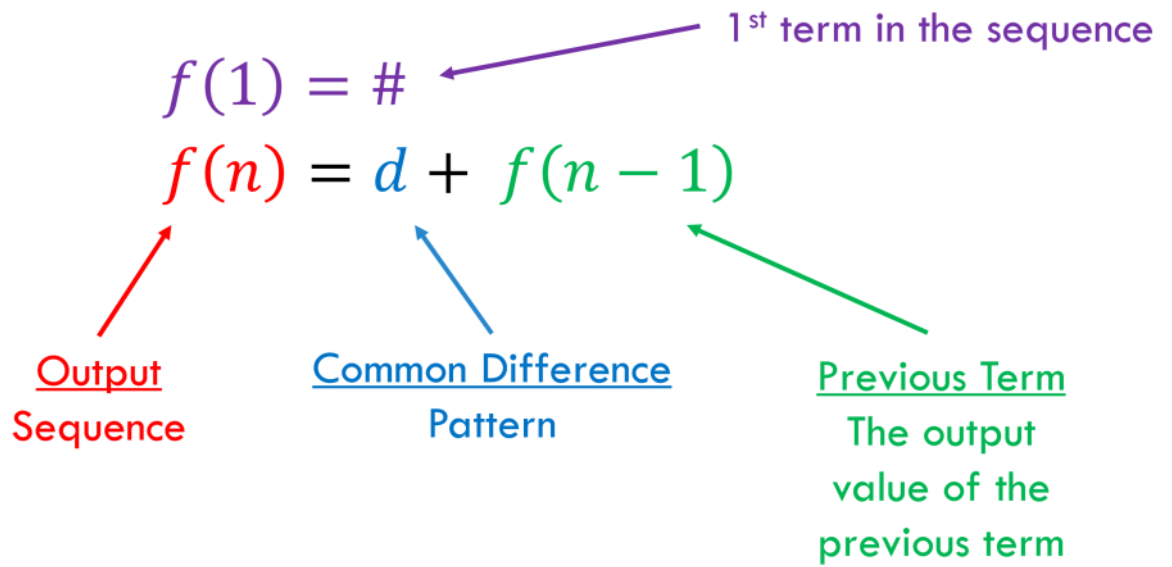 1st term in the sequence
f(1) = #
f(n) = d + f(n − 1)
Output
Sequence
Common Difference
Pattern
Previous Term
The output
value of the
previous term